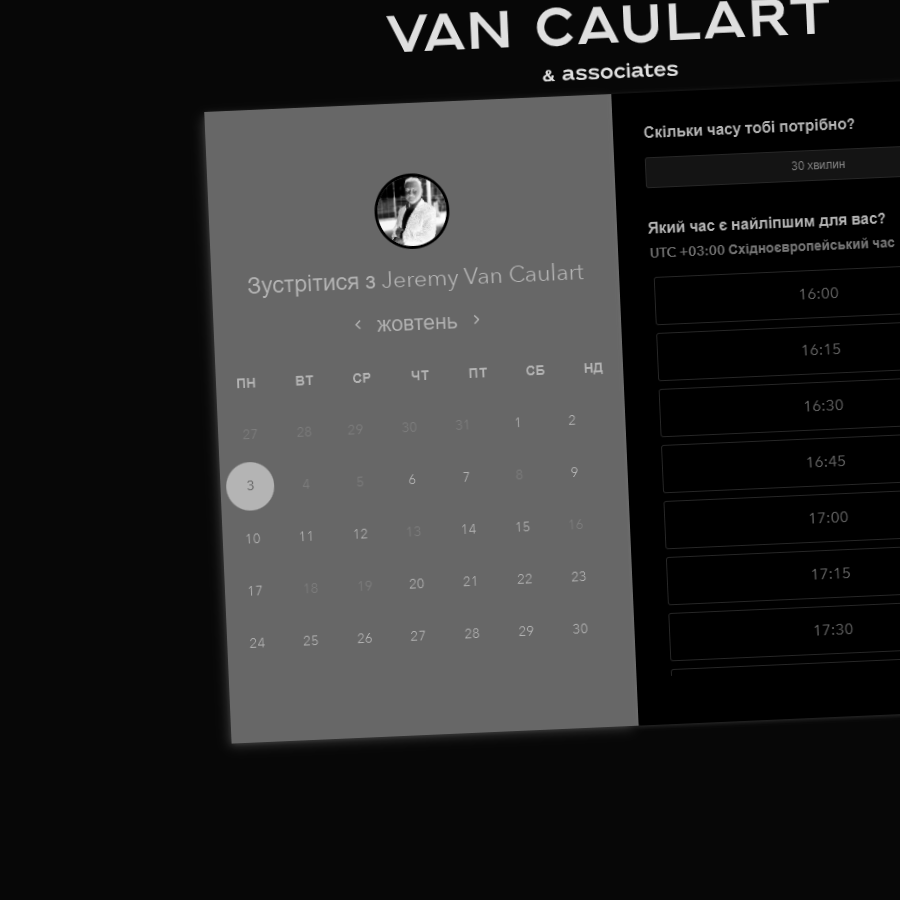 VAN CAULART
& associates
Зустрітися з Jeremy Van Caulart
‹ жовтень ›
ПН ВТ СР ЧТ ПТ СБ НД
27 28 29 30 31 1 2
3 4 5 6 7 8 9
10 11 12 13 14 15 16
17 18 19 20 21 22 23
24 25 26 27 28 29 30
Скільки часу тобі потрібно?
30 хвилин
Який час є найліпшим для вас?
UTC +03:00 Східноєвропейський час
16:00
16:15
16:30
16:45
17:00
17:15
17:30